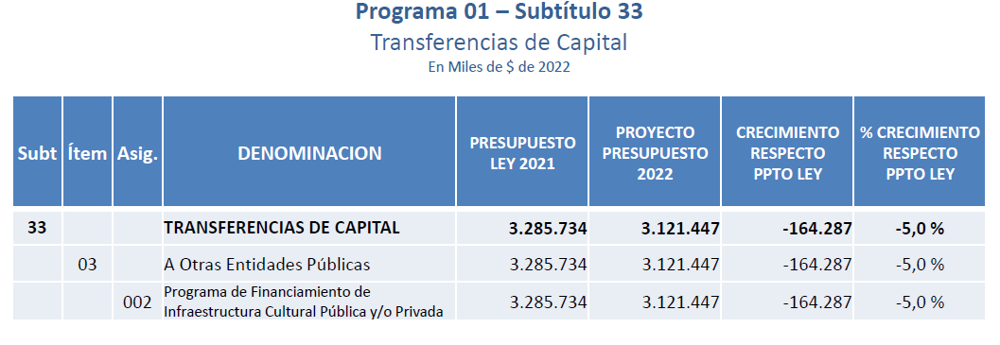 Programa 01 – Subtítulo 33
Transferencias de Capital
En Miles de $ de 2022
Subt Ítem Asig. DENOMINACION PRESUPUESTO LEY 2021 PROYECTO PRESUPUESTO 2022 CRECIMIENTO RESPECTO PPTO LEY % CRECIMIENTO RESPECTO PPTO LEY
33 TRANSFERENCIAS DE CAPITAL 3.285.734 3.121.447 -164.287 -5,0 %
03 A Otras Entidades Públicas 3.285.734 3.121.447 -164.287 -5,0 %
002 Programa de Financiamiento de
Infraestructura Cultural Pública y/o Privada 3.285.734 3.121.447 -164.287 -5,0 %